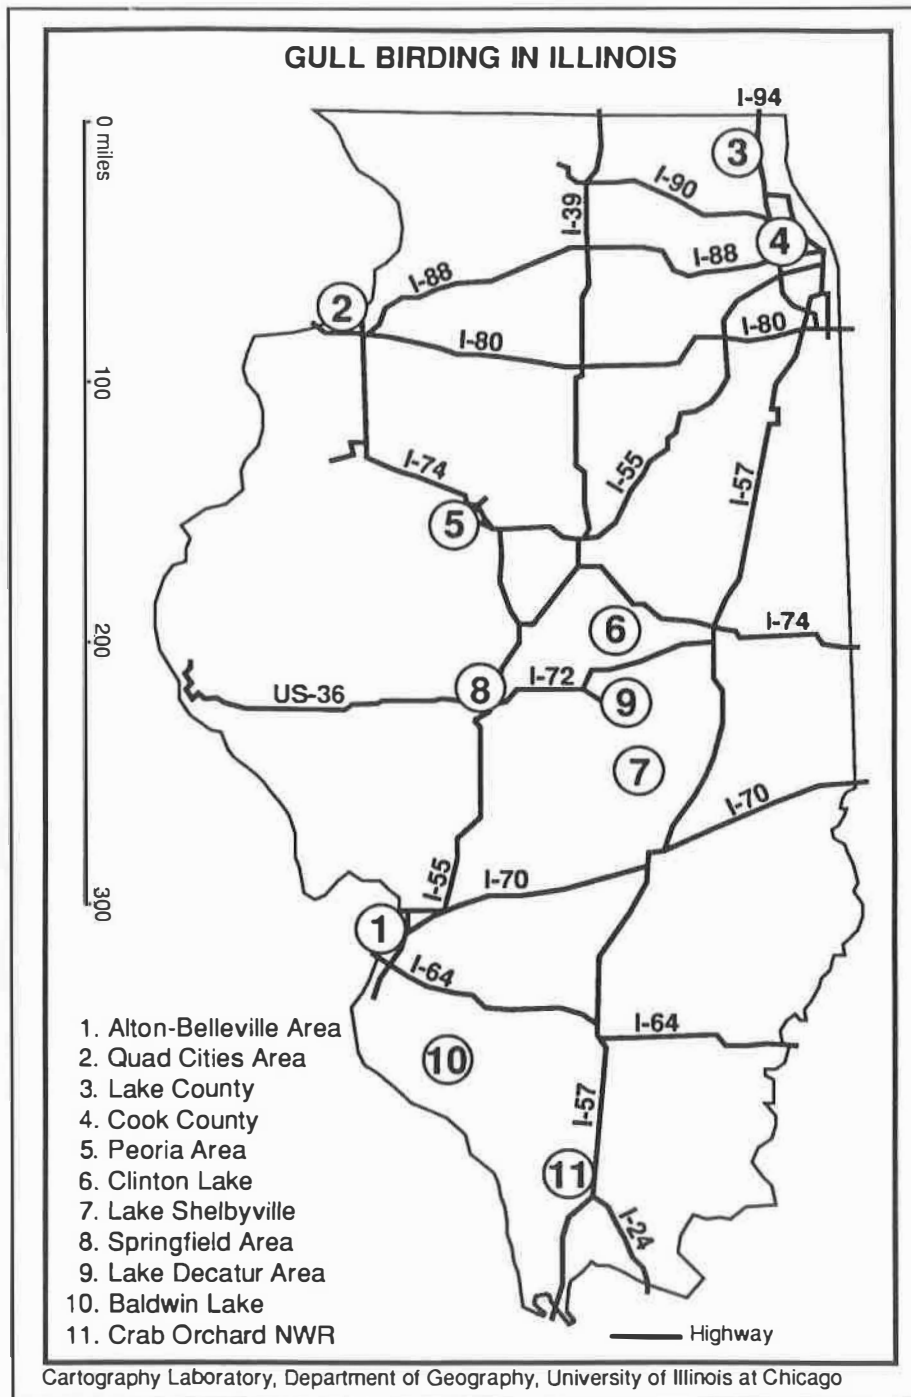 GULL BIRDING IN ILLINOIS
I-94
0 miles
3
I-90
I-39
4
I-88
I-88
2
I-80
I-80
100
I-74
I-55
I-57
5
6
I-74
200
8
I-72
US-36
9
7
I-70
I-55
I-70
300
1
I-64
I-64
10
I-57
11
I-24
1. Alton-Belleville Area
2. Quad Cities Area
3. Lake County
4. Cook County
5. Peoria Area
6. Clinton Lake
7. Lake Shelbyville
8. Springfield Area
9. Lake Decatur Area
10. Baldwin Lake
11. Crab Orchard NWR
Highway
Cartography Laboratory, Department of Geography, University of Illinois at Chicago